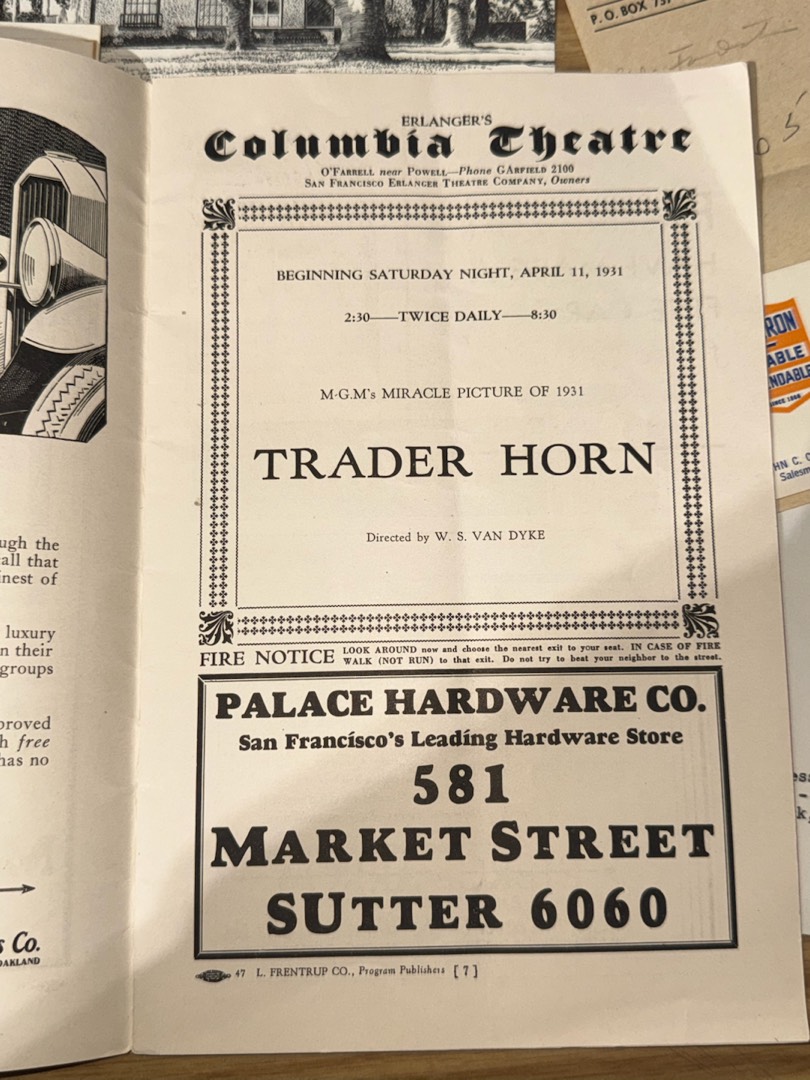 P. O. BOX
ERLANGER'S
Columbia Theatre
O'FARRELL near POWELL—Phone GARFIELD 2100
SAN FRANCISCO ERLANGER THEATRE COMPANY, Owners
BEGINNING SATURDAY NIGHT, APRIL 11, 1931
2:30——TWICE DAILY——8:30
M-G.M's MIRACLE PICTURE OF 1931
TRADER HORN
Directed by W. S. VAN DYKE
FIRE NOTICE LOOK AROUND now and choose the nearest exit to your seat. IN CASE OF FIRE
WALK (NOT RUN) to that exit. Do not try to beat your neighbor to the street.
PALACE HARDWARE CO.
San Francisco's Leading Hardware Store
581
MARKET STREET
SUTTER 6060
47 L. FRENTRUP CO., Program Publishers [ 7 ]
ugh the
all that
inest of
luxury
n their
groups
proved
h free
has no
s Co.
OAKLAND
RON
ABLE
NDABLE
SINCE 1898
HN C.
Salesm